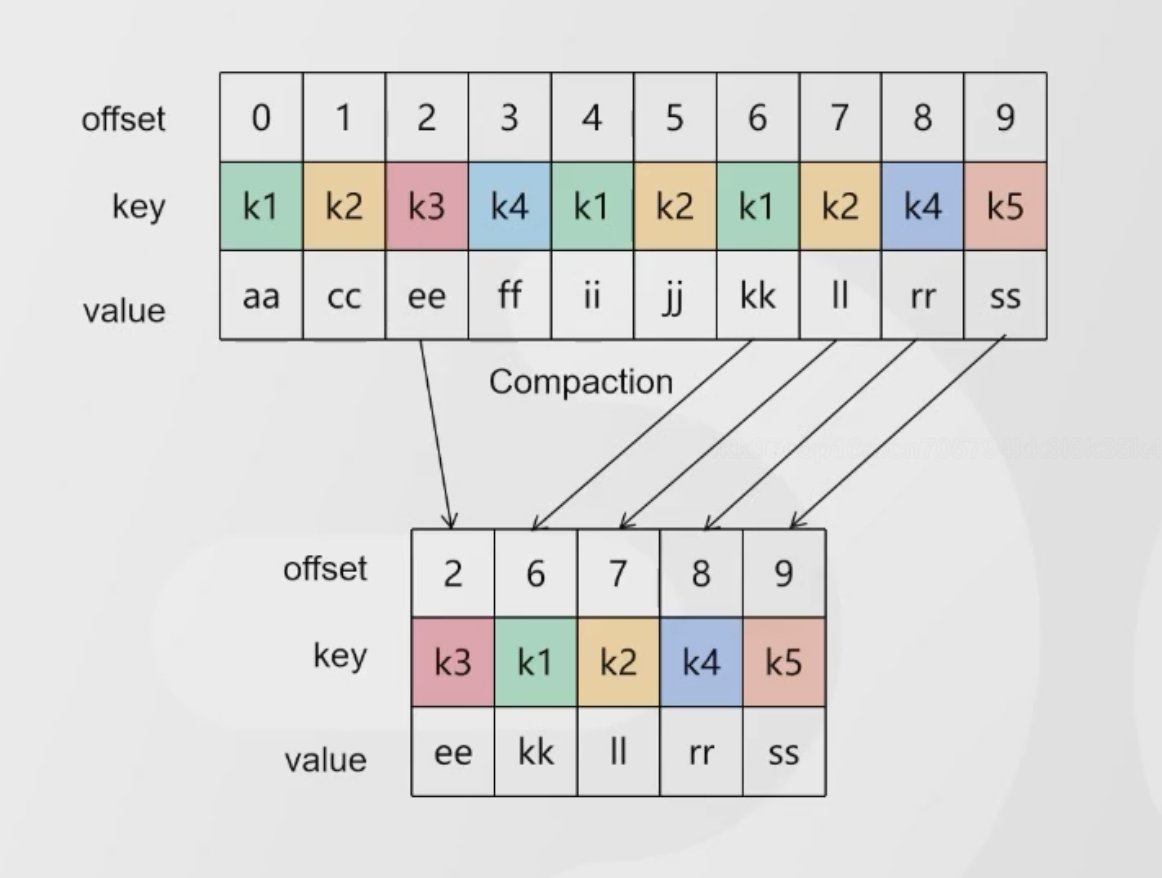 offset 0 1 2 3 4 5 6 7 8 9
key k1 k2 k3 k4 k1 k2 k1 k2 k4 k5
value aa cc ee ff ii jj kk ll rr ss
Compaction
offset 2 6 7 8 9
key k3 k1 k2 k4 k5
value ee kk ll rr ss